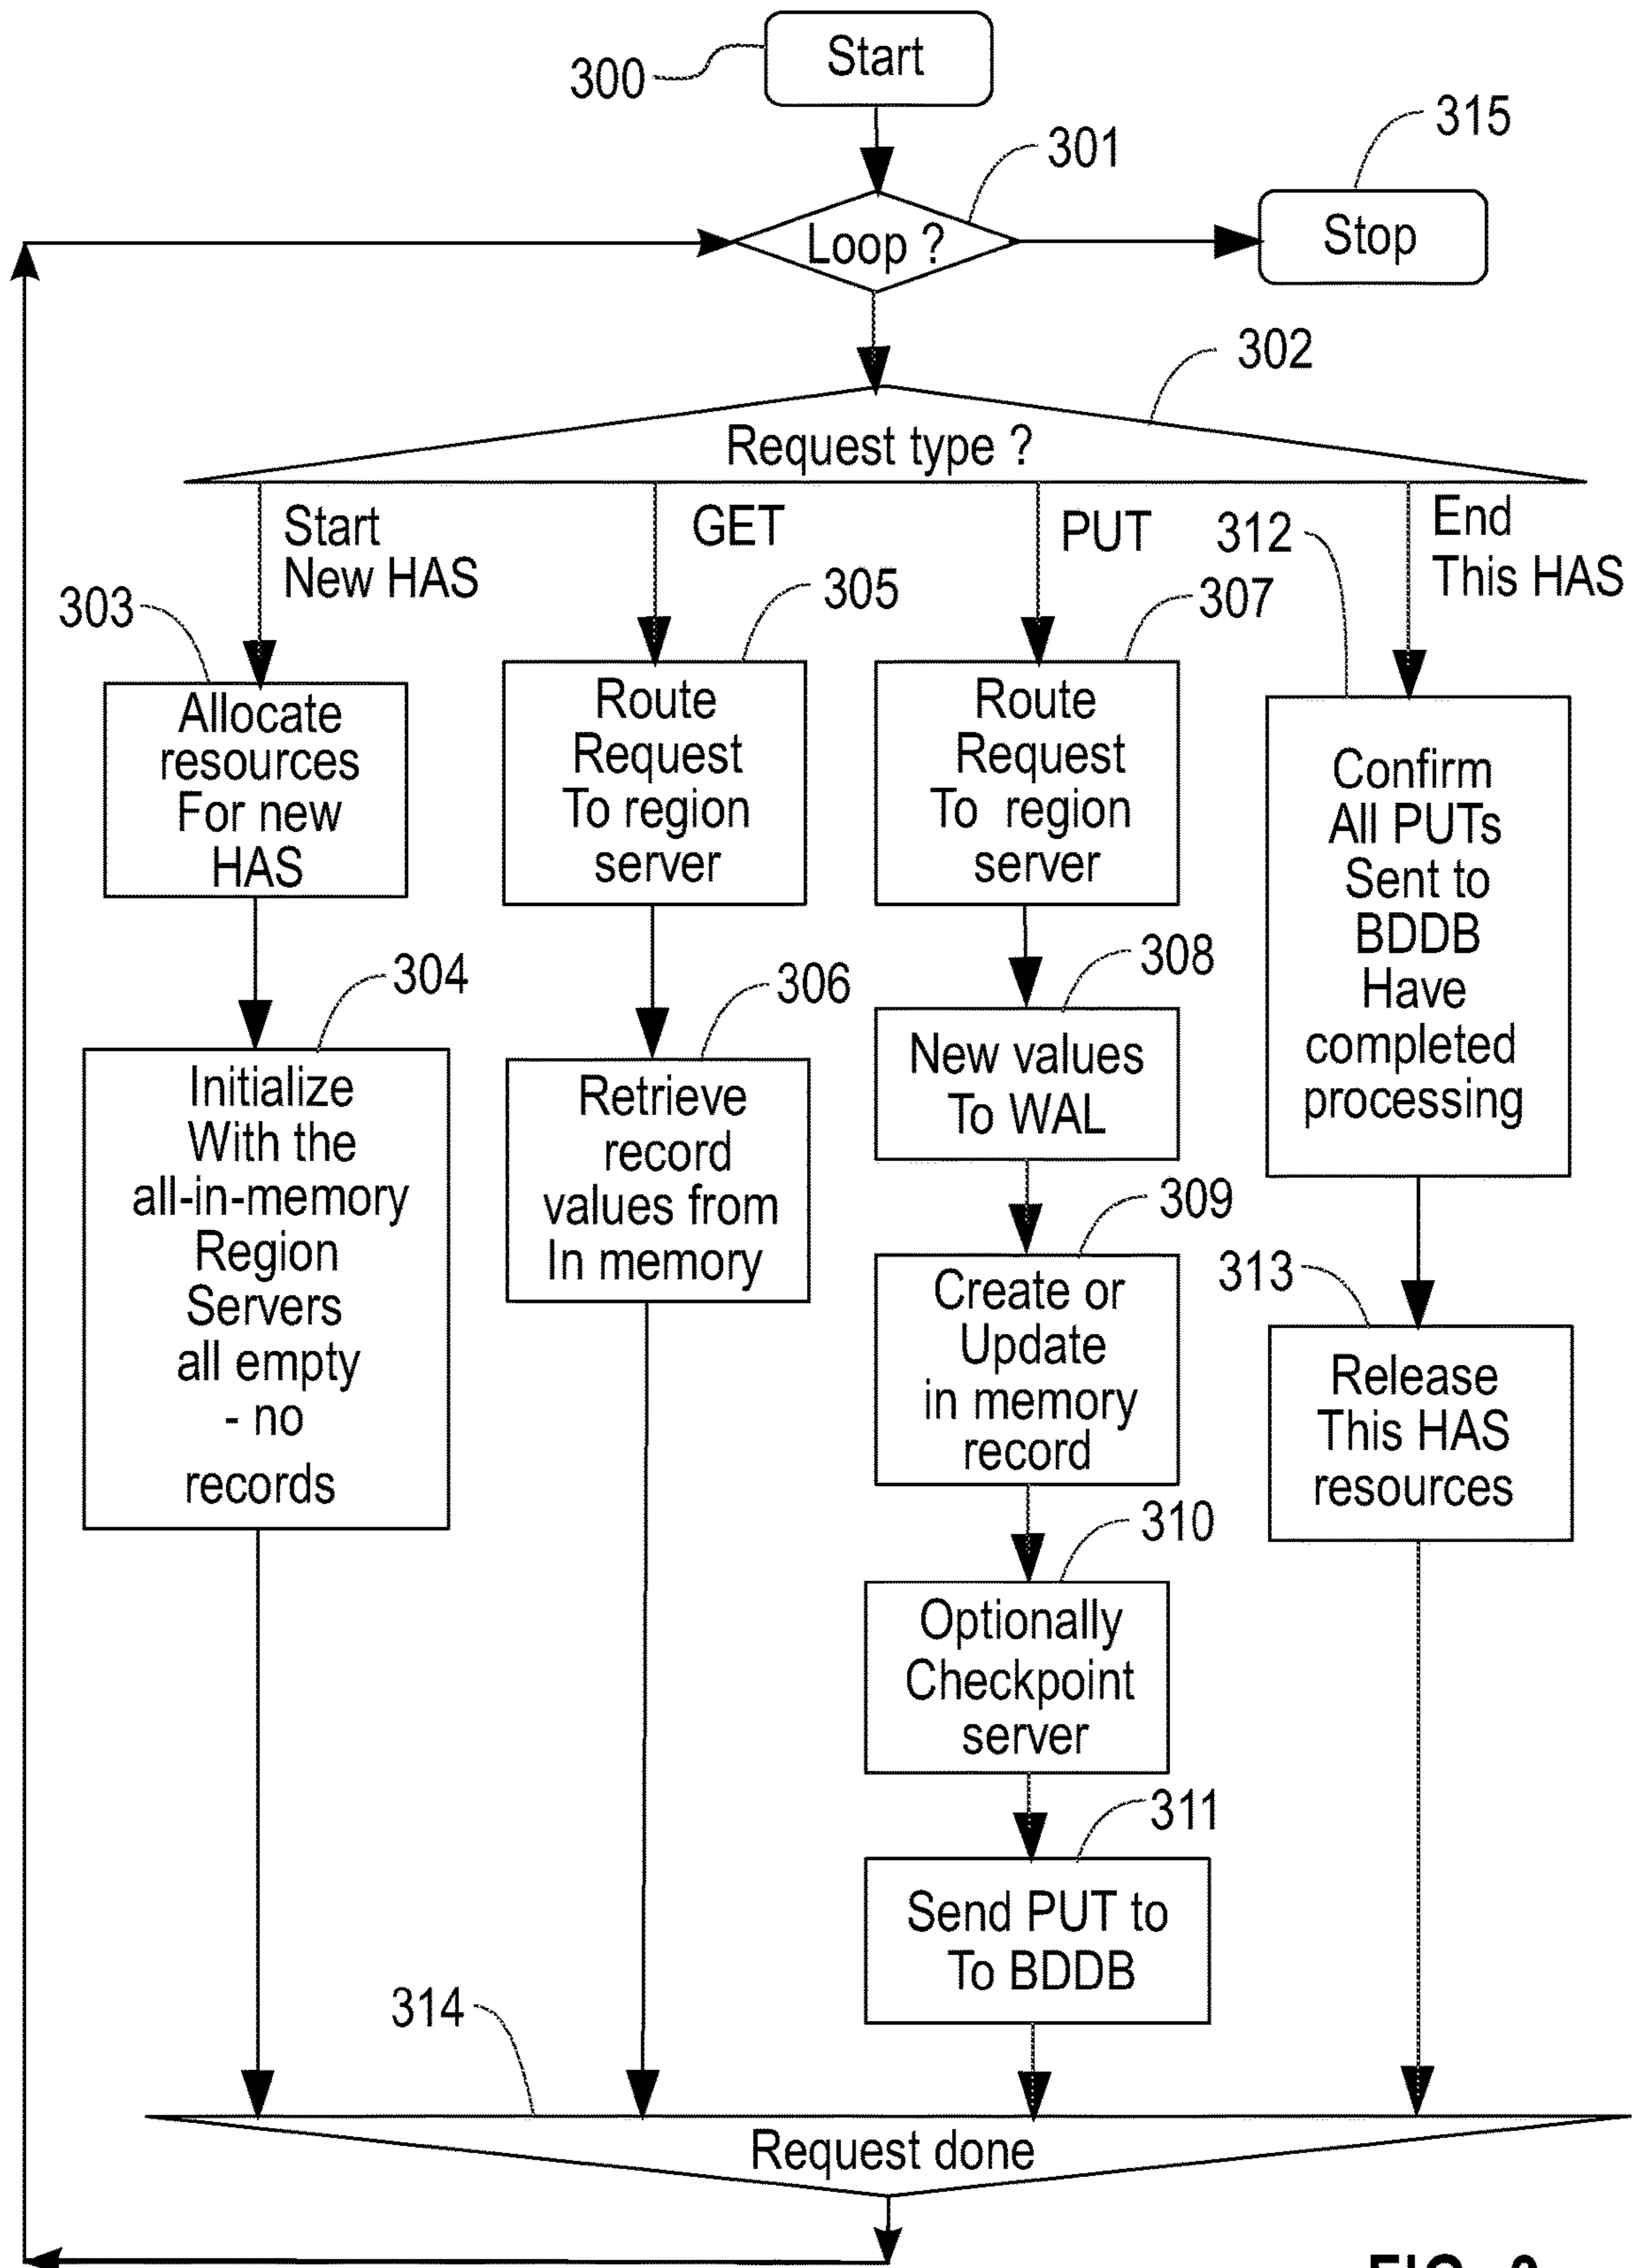 Start
300
315
301
Loop ?
Stop
302
Request type ?
Start
New HAS
GET
PUT
End
This HAS
312
303
305
307
Allocate
resources
For new
HAS
Route
Request
To region
server
Route
Request
To region
server
Confirm
All PUTs
Sent to
BDDB
Have
completed
processing
304
306
308
Initialize
With the
all-in-memory
Region
Servers
all empty
- no
records
Retrieve
record
values from
In memory
New values
To WAL
309
Create or
Update
in memory
record
313
Release
This HAS
resources
310
Optionally
Checkpoint
server
311
Send PUT to
To BDDB
314
Request done